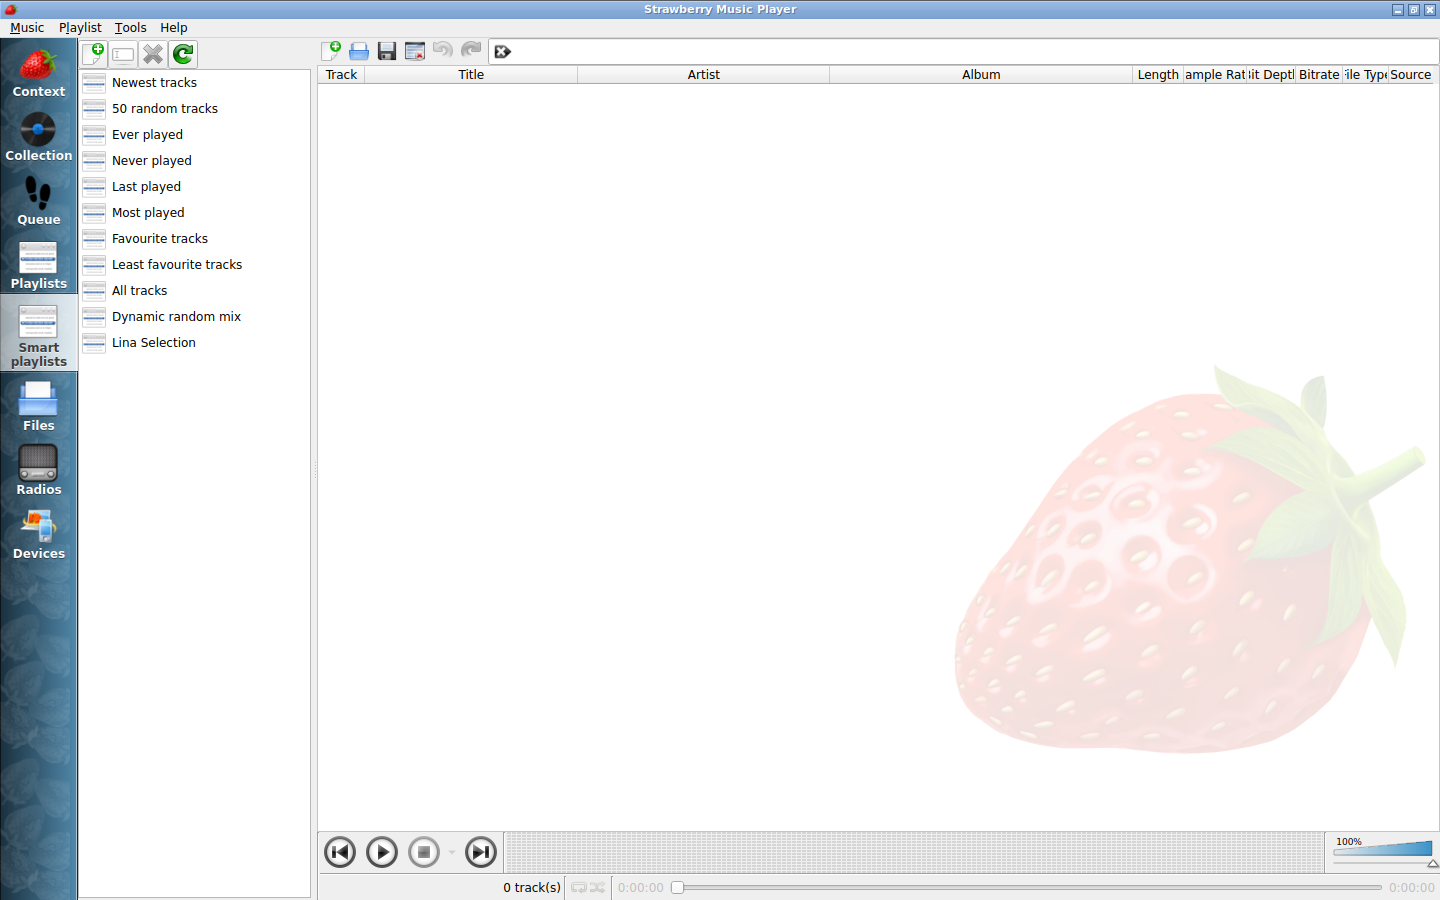 Strawberry Music Player
Music Playlist Tools Help
Context
Collection
Queue
Playlists
Smart
playlists
Files
Radios
Devices
Newest tracks
50 random tracks
Ever played
Never played
Last played
Most played
Favourite tracks
Least favourite tracks
All tracks
Dynamic random mix
Lina Selection
Track Title Artist Album Length ample Rat Bit Dept Bitrate File Type Source
100%
0 track(s) 0:00:00 0:00:00